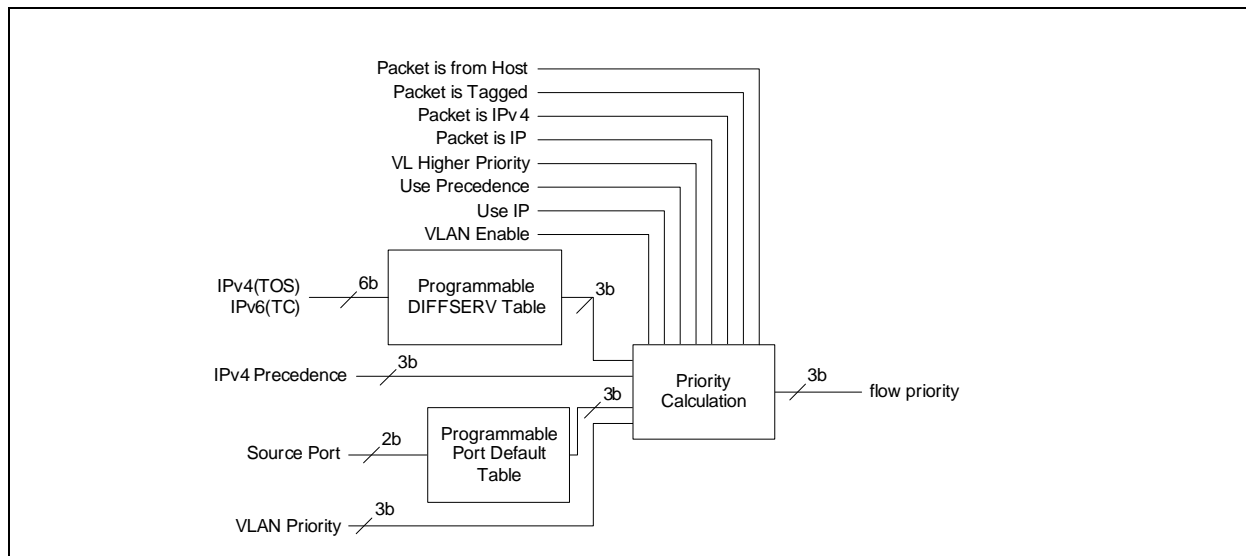 Packet is from Host
Packet is Tagged
Packet is IPv4
Packet is IP
VL Higher Priority
Use Precedence
Use IP
VLAN Enable
IPv4(TOS)
IPv6(TC)
6b
Programmable
DIFFSERV Table
3b
IPv4 Precedence
3b
Priority
Calculation
3b
flow priority
3b
Source Port
2b
Programmable
Port Default
Table
VLAN Priority
3b